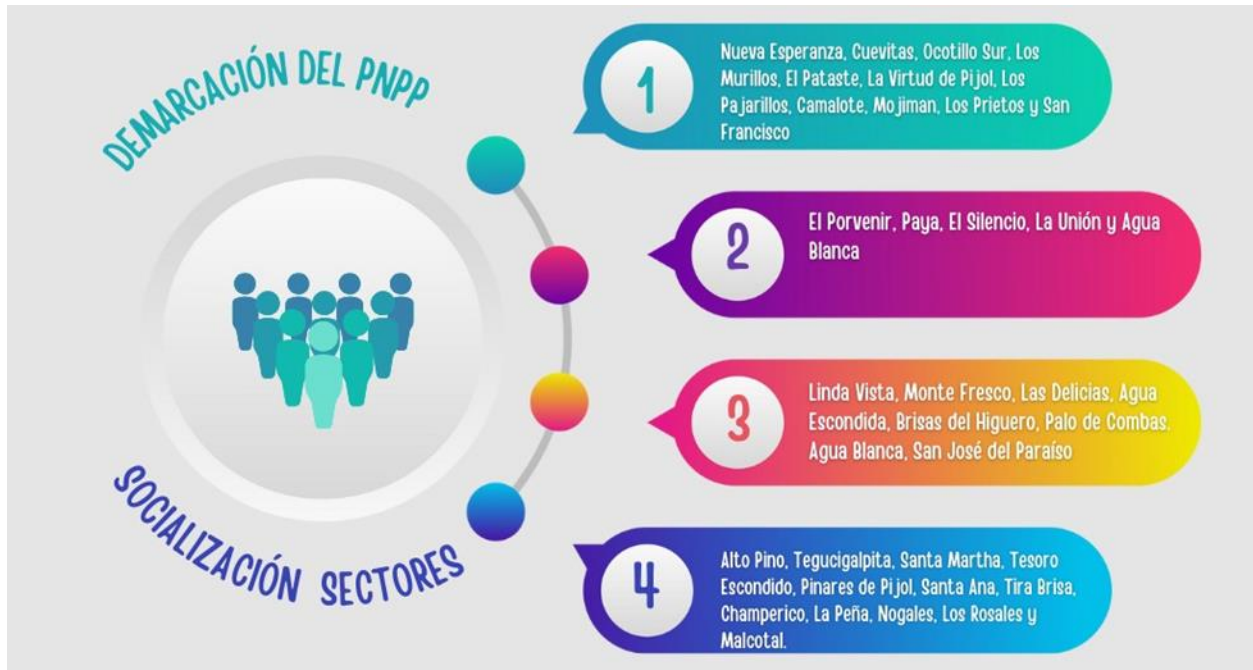 DEMARCACIÓN DEL PNPP
1
Nueva Esperanza, Cuevitas, Ocotillo Sur, Los
Murillos, El Pataste, La Virtud de Pijol, Los
Pajarillos, Camalote, Mojiman, Los Prietos y San
Francisco
2
El Porvenir, Paya, El Silencio, La Unión y Agua
Blanca
3
Linda Vista, Monte Fresco, Las Delicias, Agua
Escondida, Brisas del Higuero, Palo de Combas,
Agua Blanca, San José del Paraíso
4
Alto Pino, Tegucigalpita, Santa Martha, Tesoro
Escondido, Pinares de Pijol, Santa Ana, Tira Brisa,
Champerico, La Peña, Nogales, Los Rosales y
Malcotal.
SOCIALIZACIÓN SECTORES